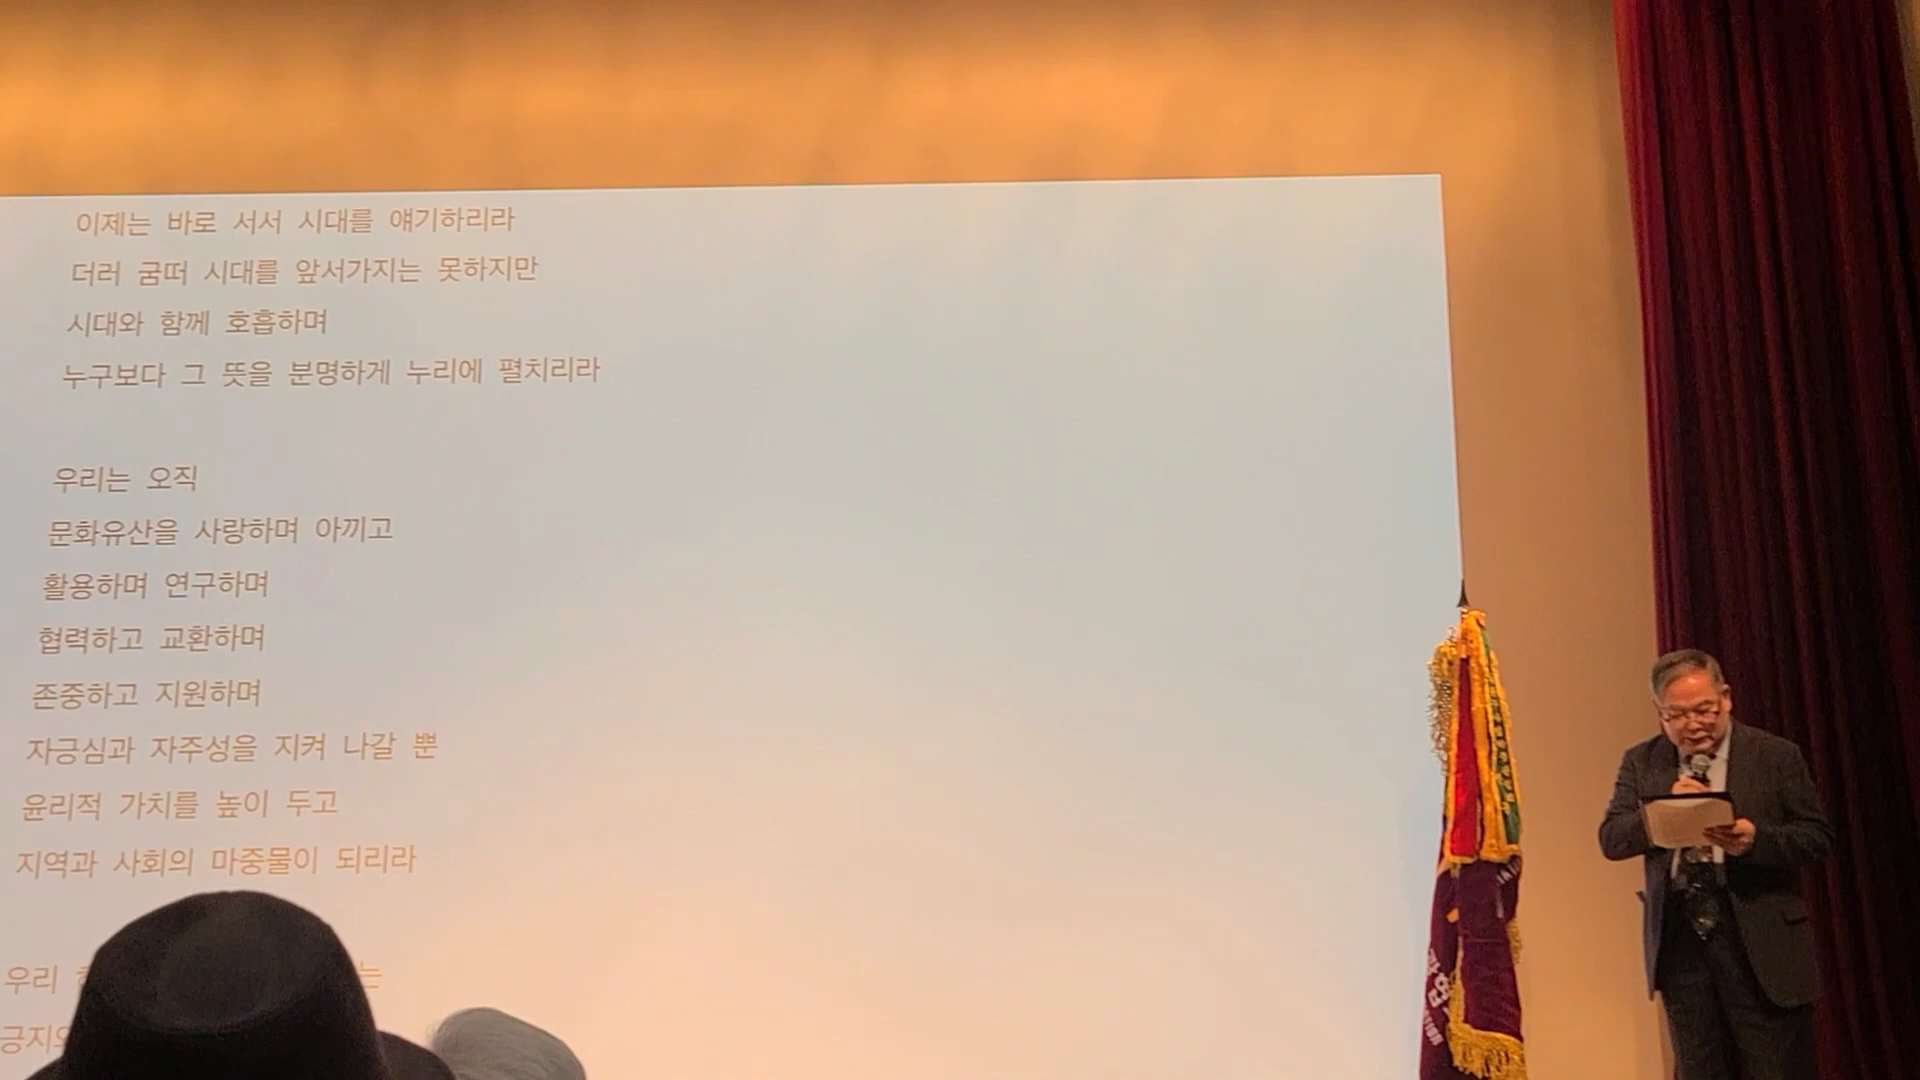 이제는 바로 서서 시대를 얘기하리라
더러 굼떠 시대를 앞서가지는 못하지만
시대와 함께 호흡하며
누구보다 그 뜻을 분명하게 누리에 펼치리라
우리는 오직
문화유산을 사랑하며 아끼고
활용하며 연구하며
협력하고 교환하며
존중하고 지원하며
자긍심과 자주성을 지켜 나갈 뿐
윤리적 가치를 높이 두고
지역과 사회의 마중물이 되리라
우리